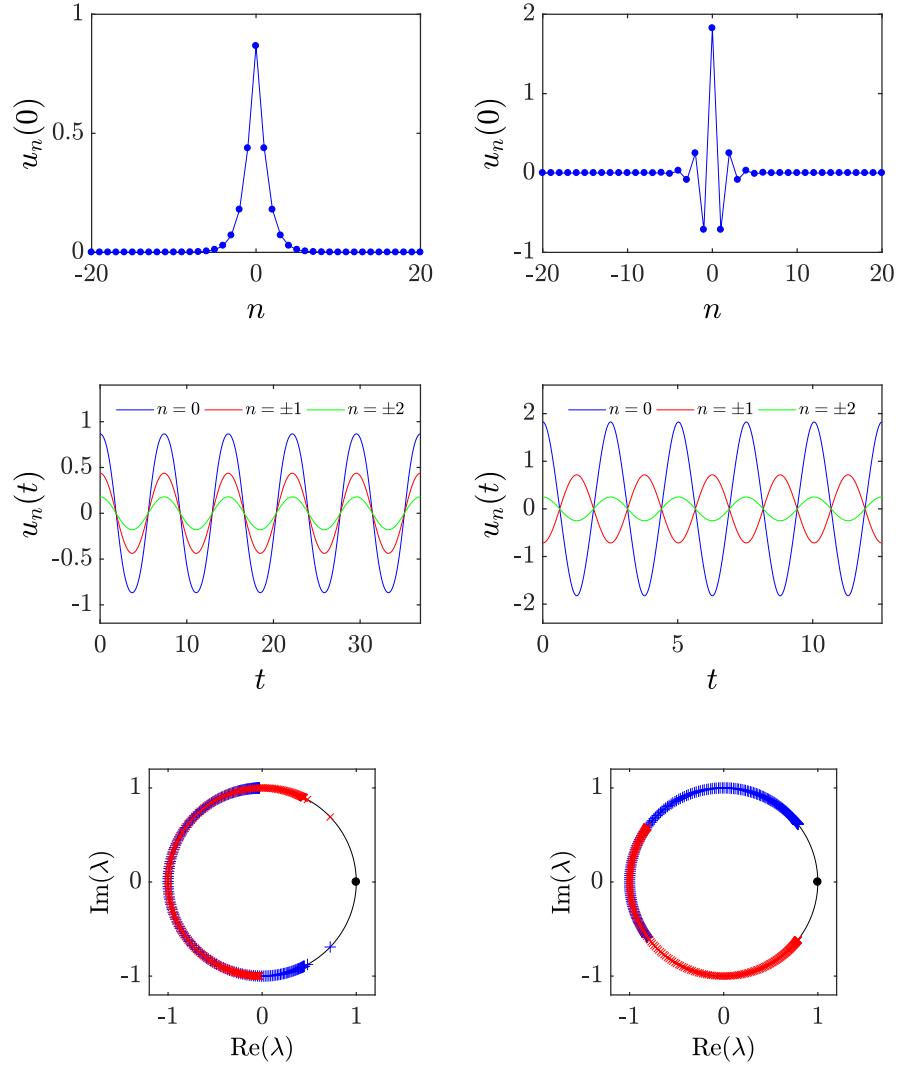 1
0.5
0
-20 0 20
n
u_n(0)
2
1
0
-1
-20 -10 0 10 20
n
u_n(0)
n = 0 n = ±1 n = ±2
1
0.5
0
-0.5
-1
0 10 20 30
t
u_n(t)
n = 0 n = ±1 n = ±2
2
1
0
-1
-2
0 5 10
t
u_n(t)
1
0
-1
-1 0 1
Re(λ)
Im(λ)
1
0
-1
-1 0 1
Re(λ)
Im(λ)